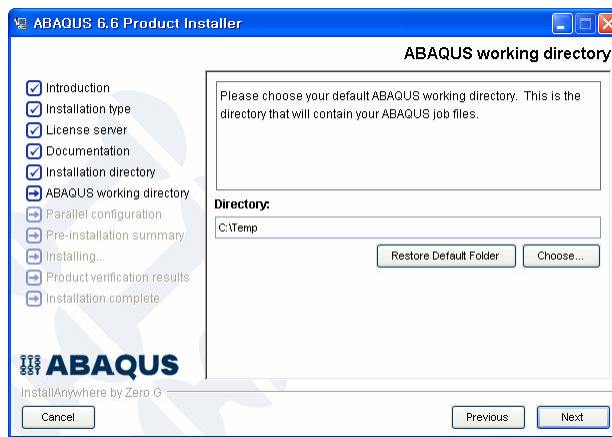 ABAQUS 6.6 Product Installer
ABAQUS working directory
Introduction
Installation type
License server
Documentation
Installation directory
ABAQUS working directory
Parallel configuration
Pre-installation summary
Installing...
Product verification results
Installation complete
Please choose your default ABAQUS working directory. This is the
directory that will contain your ABAQUS job files.
Directory:
C:\Temp
Restore Default Folder
Choose...
ABAQUS
InstallAnywhere by Zero G
Cancel
Previous
Next